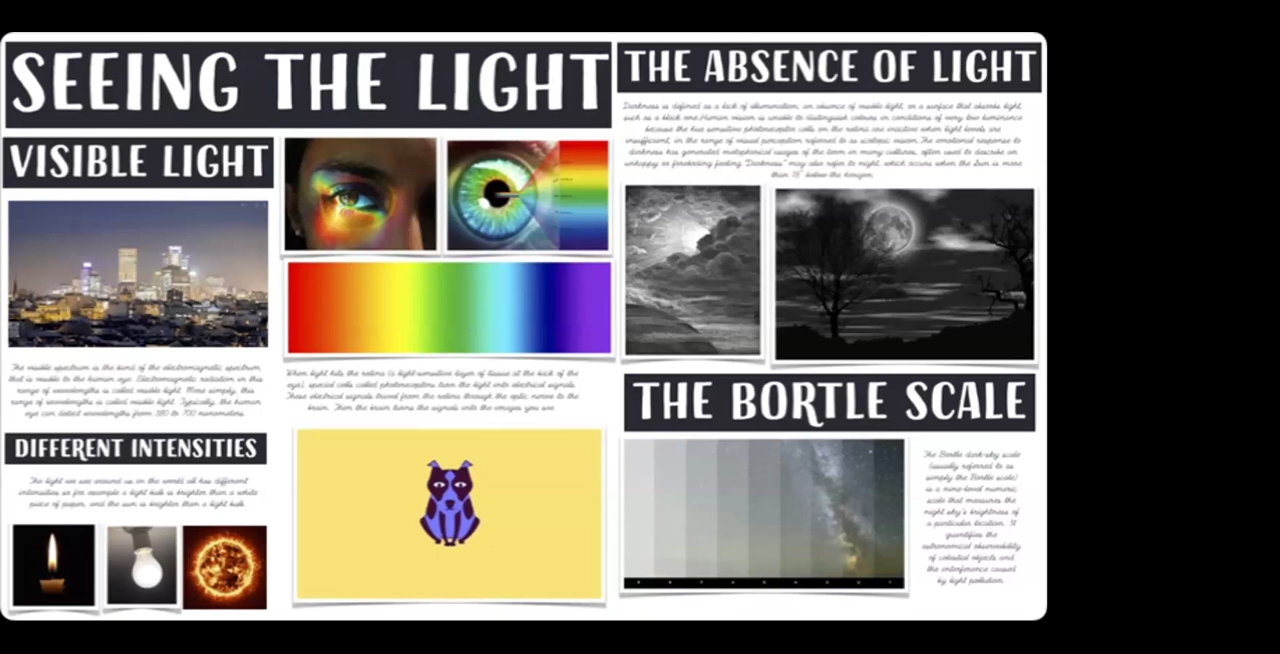 SEEING THE LIGHT
VISIBLE LIGHT
The visible spectrum is the band of the electromagnetic spectrum
that is visible to the human eye. Electromagnetic radiation in this
range of wavelengths is called visible light. More simply, this
range of wavelengths is called visible light. Typically, the human
eye can detect wavelengths from 380 to 700 nanometers.
DIFFERENT INTENSITIES
The light we see around us on the world all has different
intensities so for example a light bulb is brighter than a white
piece of paper, and the sun is brighter than a light bulb.
When light hits the retina (a light-sensitive layer of tissue at the back of the
eye), special cells called photoreceptors turn the light into electrical signals.
These electrical signals travel from the retina through the optic nerve to the
brain. Then the brain turns the signals into the images you see
THE ABSENCE OF LIGHT
Darkness is defined as a lack of illumination, an absence of visible light, or a surface that absorbs light,
such as a black one. Human vision is unable to distinguish colours in conditions of very low luminance
because the hue sensitive photoreceptor cells on the retina are inactive when light levels are
insufficient, in the range of visual perception referred to as scotopic vision. The emotional response to
darkness has generated metaphorical usages of the term in many cultures, often used to describe an
unhappy or foreboding feeling. "Darkness" may also refer to night, which occurs when the Sun is more
than 18° below the horizon.
THE BORTLE SCALE
The Bortle dark-sky scale
(usually referred to as
simply the Bortle scale)
is a nine-level numeric
scale that measures the
night sky's brightness of
a particular location. It
quantifies the
astronomical observability
of celestial objects and
the interference caused
by light pollution.